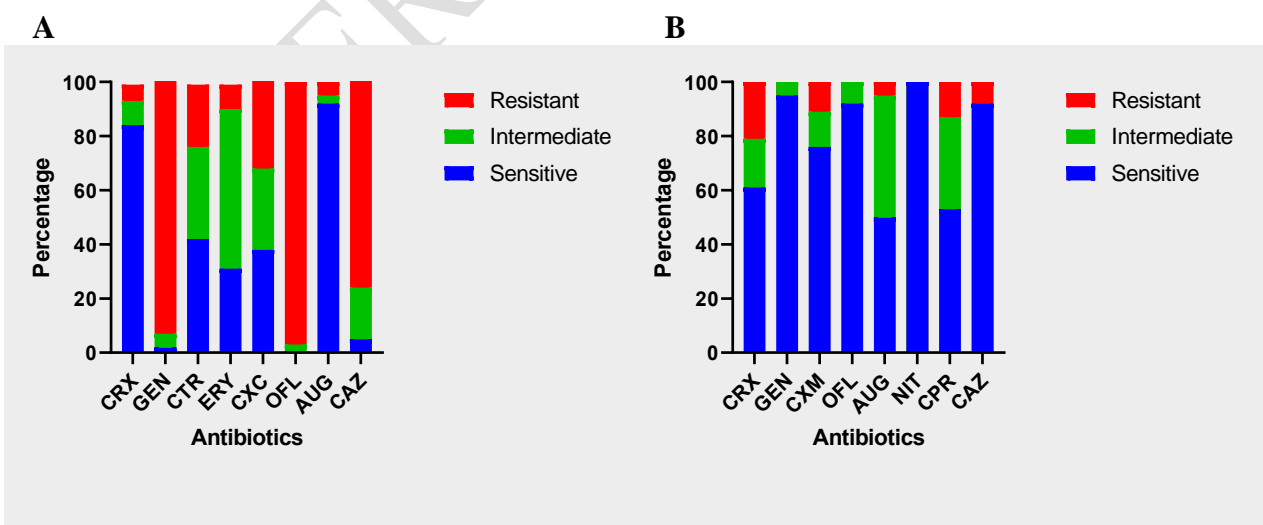 A
100
80
60
40
20
0
Percentage
CRX GEN CTR ERY CXC OFL AUG CAZ
Antibiotics
Resistant
Intermediate
Sensitive
B
100
80
60
40
20
0
Percentage
CRX GEN CXM OFL AUG NIT CPR CAZ
Antibiotics
Resistant
Intermediate
Sensitive